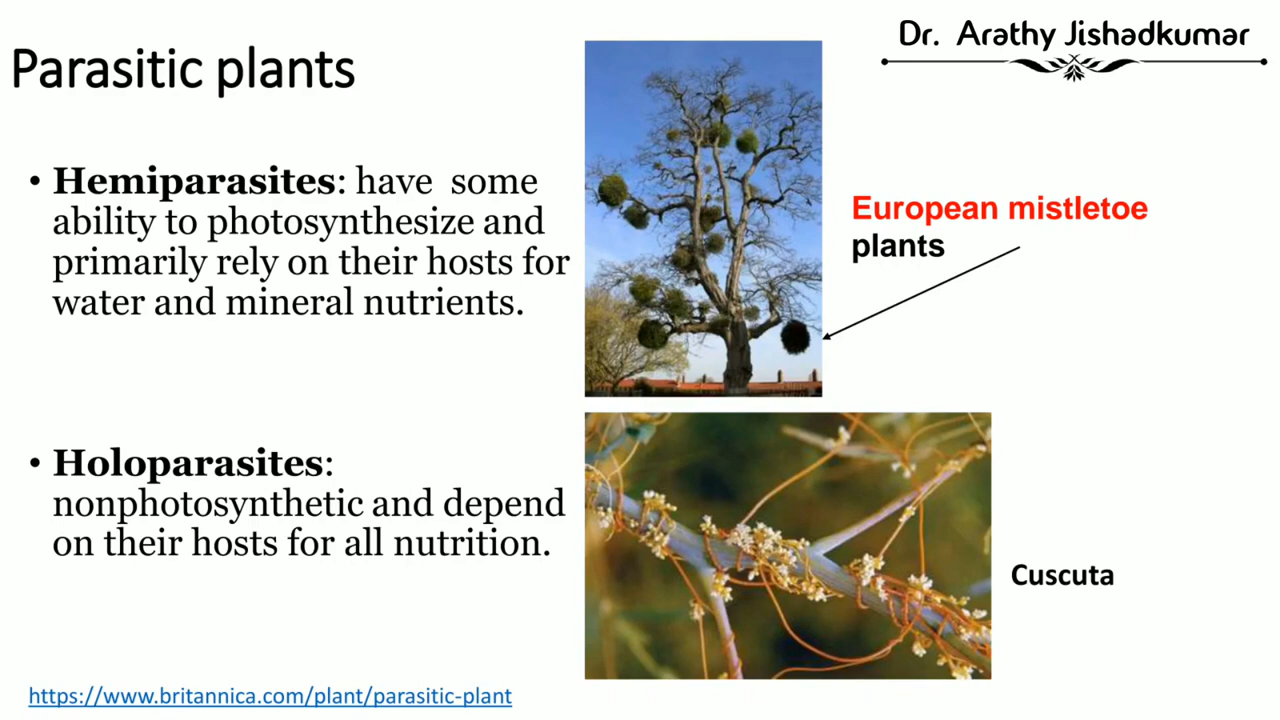 Dr. Arathy Jishadkumar
Parasitic plants
• Hemiparasites: have some
ability to photosynthesize and
primarily rely on their hosts for
water and mineral nutrients.
European mistletoe
plants
• Holoparasites:
nonphotosynthetic and depend
on their hosts for all nutrition.
Cuscuta
https://www.britannica.com/plant/parasitic-plant